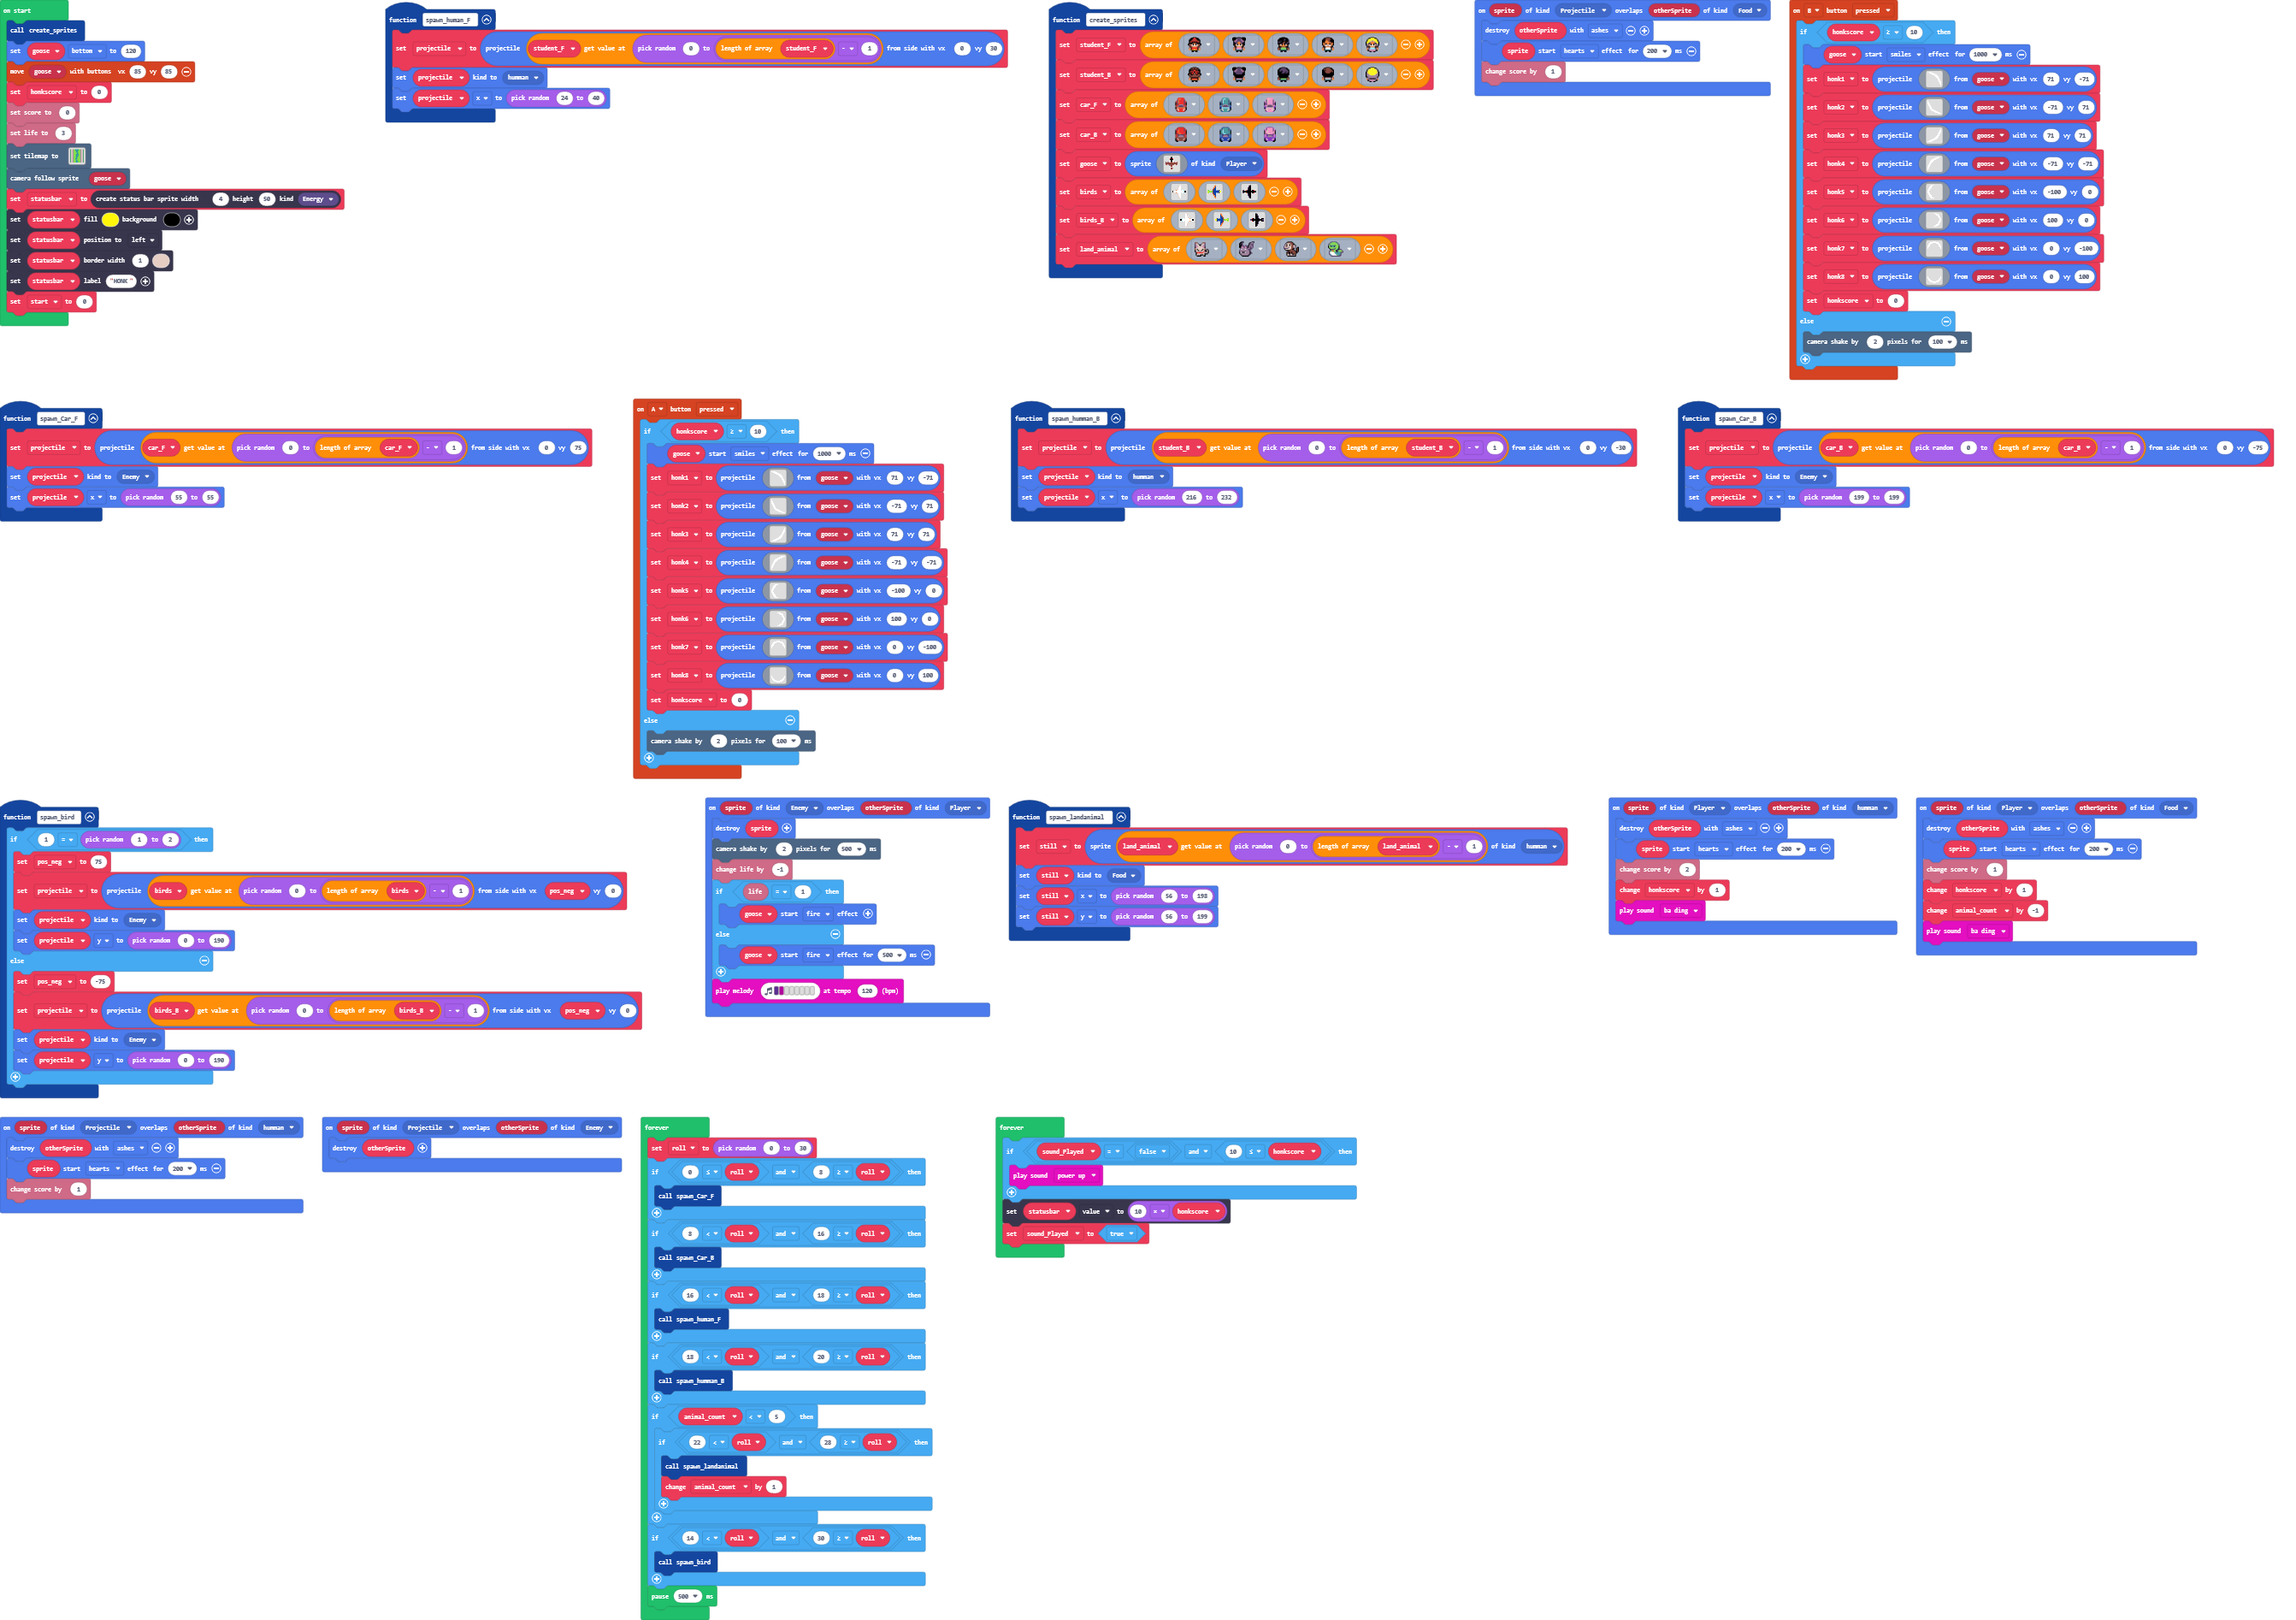 on start
call create_sprites
set goose bottom to 120
move goose with buttons vx 85 vy 85
set honkscore to 0
set score to 0
set life to 3
set tilemap to
camera follow sprite goose
set statusbar to create status bar sprite width 4 height 50 kind Energy
set statusbar fill background
set statusbar position to left
set statusbar border width 1
set statusbar label "HONK"
set start to 0
function spawn_human_F
set projectile to projectile student_F get value at pick random 0 to length of array student_F - 1 from side with vx 0 vy 30
set projectile kind to humman
set projectile x to pick random 24 to 40
function create_sprites
set student_F to array of
set student_B to array of
set car_F to array of
set car_B to array of
set goose to sprite of kind Player
set birds to array of
set birds_B to array of
set land_animal to array of
on sprite of kind Projectile overlaps otherSprite of kind Food
destroy otherSprite with ashes
sprite start hearts effect for 200 ms
change score by 1
on B button pressed
if honkscore ≥ 10 then
goose start smiles effect for 1000 ms
set honk1 to projectile from goose with vx 71 vy -71
set honk2 to projectile from goose with vx -71 vy 71
set honk3 to projectile from goose with vx 71 vy 71
set honk4 to projectile from goose with vx -71 vy -71
set honk5 to projectile from goose with vx -100 vy 0
set honk6 to projectile from goose with vx 100 vy 0
set honk7 to projectile from goose with vx 0 vy -100
set honk8 to projectile from goose with vx 0 vy 100
set honkscore to 0
else
camera shake by 2 pixels for 100 ms
function spawn_Car_F
set projectile to projectile car_F get value at pick random 0 to length of array car_F - 1 from side with vx 0 vy 75
set projectile kind to Enemy
set projectile x to pick random 55 to 55
on A button pressed
if honkscore ≥ 10 then
goose start smiles effect for 1000 ms
set honk1 to projectile from goose with vx 71 vy -71
set honk2 to projectile from goose with vx -71 vy 71
set honk3 to projectile from goose with vx 71 vy 71
set honk4 to projectile from goose with vx -71 vy -71
set honk5 to projectile from goose with vx -100 vy 0
set honk6 to projectile from goose with vx 100 vy 0
set honk7 to projectile from goose with vx 0 vy -100
set honk8 to projectile from goose with vx 0 vy 100
set honkscore to 0
else
camera shake by 2 pixels for 100 ms
function spawn_humman_B
set projectile to projectile student_B get value at pick random 0 to length of array student_B - 1 from side with vx 0 vy -30
set projectile kind to humman
set projectile x to pick random 216 to 232
function spawn_Car_B
set projectile to projectile car_B get value at pick random 0 to length of array car_B - 1 from side with vx 0 vy -75
set projectile kind to Enemy
set projectile x to pick random 199 to 199
function spawn_bird
if 1 = pick random 1 to 2 then
set pos_neg to 75
set projectile to projectile birds get value at pick random 0 to length of array birds - 1 from side with vx pos_neg vy 0
set projectile kind to Enemy
set projectile y to pick random 0 to 190
else
set pos_neg to -75
set projectile to projectile birds_B get value at pick random 0 to length of array birds_B - 1 from side with vx pos_neg vy 0
set projectile kind to Enemy
set projectile y to pick random 0 to 190
on sprite of kind Enemy overlaps otherSprite of kind Player
destroy sprite
camera shake by 2 pixels for 500 ms
change life by -1
if life = 1 then
goose start fire effect
else
goose start fire effect for 500 ms
play melody at tempo 120 (bpm)
function spawn_landanimal
set still to sprite land_animal get value at pick random 0 to length of array land_animal - 1 of kind humman
set still kind to Food
set still x to pick random 56 to 198
set still y to pick random 56 to 199
on sprite of kind Player overlaps otherSprite of kind humman
destroy otherSprite with ashes
sprite start hearts effect for 200 ms
change score by 2
change honkscore by 1
play sound ba ding
on sprite of kind Player overlaps otherSprite of kind Food
destroy otherSprite with ashes
sprite start hearts effect for 200 ms
change score by 1
change honkscore by 1
change animal_count by -1
play sound ba ding
on sprite of kind Projectile overlaps otherSprite of kind humman
destroy otherSprite with ashes
sprite start hearts effect for 200 ms
change score by 1
on sprite of kind Projectile overlaps otherSprite of kind Enemy
destroy otherSprite
forever
set roll to pick random 0 to 30
if 0 ≤ roll and 8 ≥ roll then
call spawn_Car_F
if 8 < roll and 16 ≥ roll then
call spawn_Car_B
if 16 < roll and 18 ≥ roll then
call spawn_human_F
if 18 < roll and 20 ≥ roll then
call spawn_humman_B
if animal_count < 5 then
if 22 < roll and 28 ≥ roll then
call spawn_landanimal
change animal_count by 1
if 14 < roll and 30 ≥ roll then
call spawn_bird
pause 500 ms
forever
if sound_Played = false and 10 ≤ honkscore then
play sound power up
set statusbar value to 10 × honkscore
set sound_Played to true